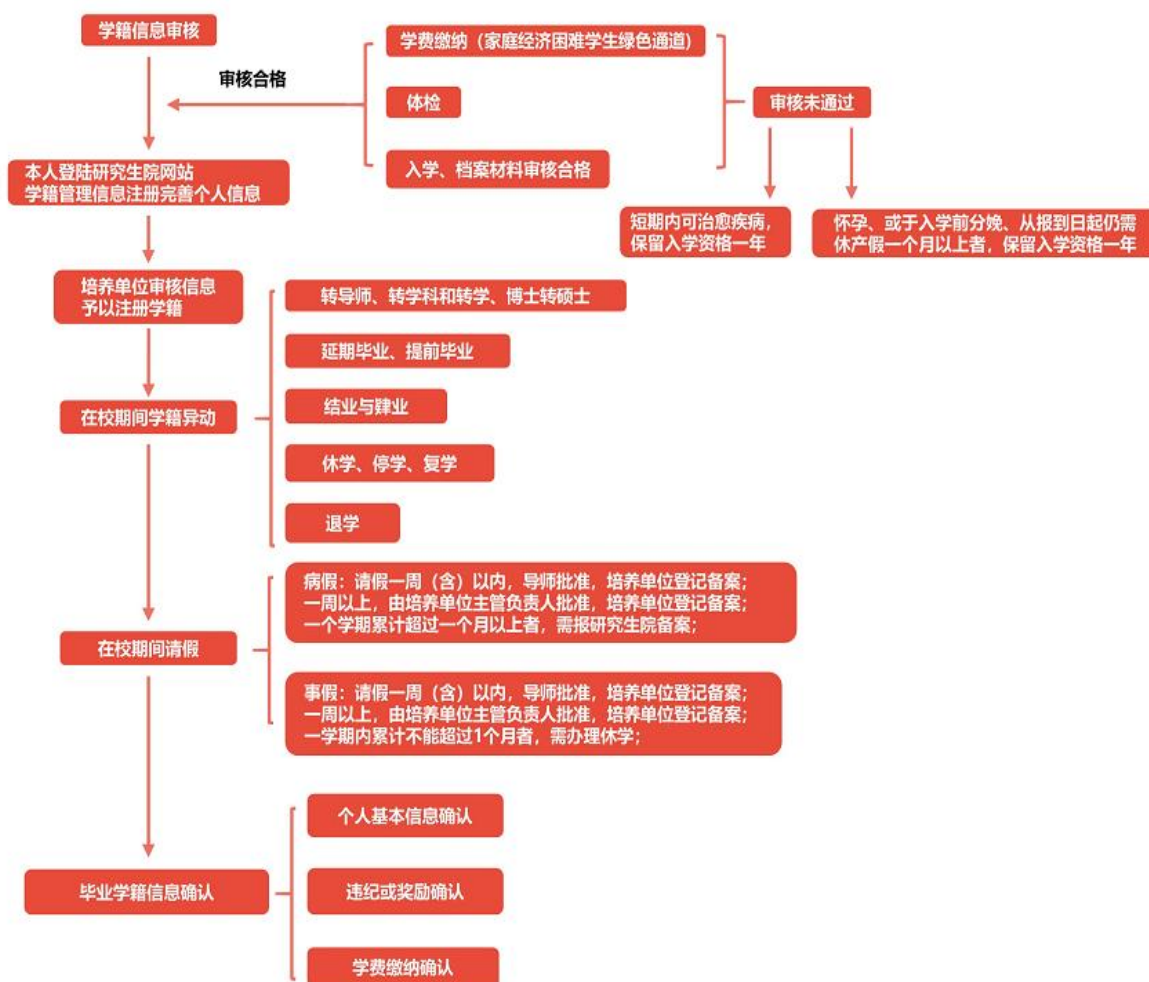 学籍信息审核
学费缴纳（家庭经济困难学生绿色通道）
审核合格
体检
审核未通过
入学、档案材料审核合格
本人登陆研究生院网站
学籍管理信息注册完善个人信息
短期内可治愈疾病，
保留入学资格一年
怀孕、或于入学前分娩、从报到日起仍需
休产假一个月以上者，保留入学资格一年
培养单位审核信息
予以注册学籍
转导师、转学科和转学、博士转硕士
延期毕业、提前毕业
在校期间学籍异动
结业与肄业
休学、停学、复学
退学
病假：请假一周（含）以内，导师批准，培养单位登记备案；
一周以上，由培养单位主管负责人批准，培养单位登记备案；
一个学期累计超过一个月以上者，需报研究生院备案；
在校期间请假
事假：请假一周（含）以内，导师批准，培养单位登记备案；
一周以上，由培养单位主管负责人批准，培养单位登记备案；
一学期内累计不能超过1个月者，需办理休学；
个人基本信息确认
毕业学籍信息确认
违纪或奖励确认
学费缴纳确认